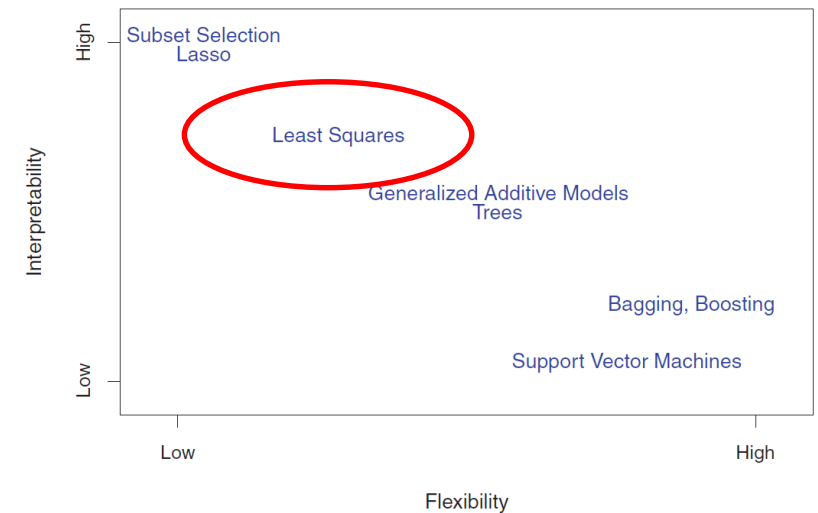 High
Subset Selection
Lasso
Least Squares
Generalized Additive Models
Trees
Interpretability
Bagging, Boosting
Support Vector Machines
Low
Low
High
Flexibility